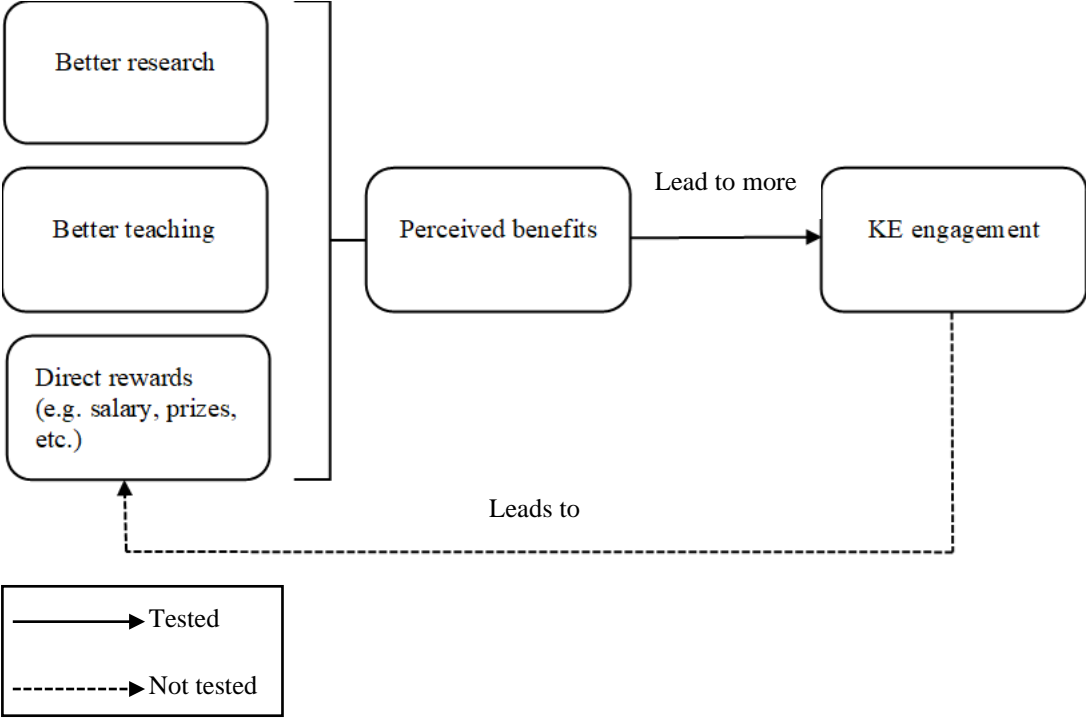 Better research
Better teaching
Direct rewards
(e.g. salary, prizes,
etc.)
Perceived benefits
Lead to more
KE engagement
Leads to
Tested
Not tested